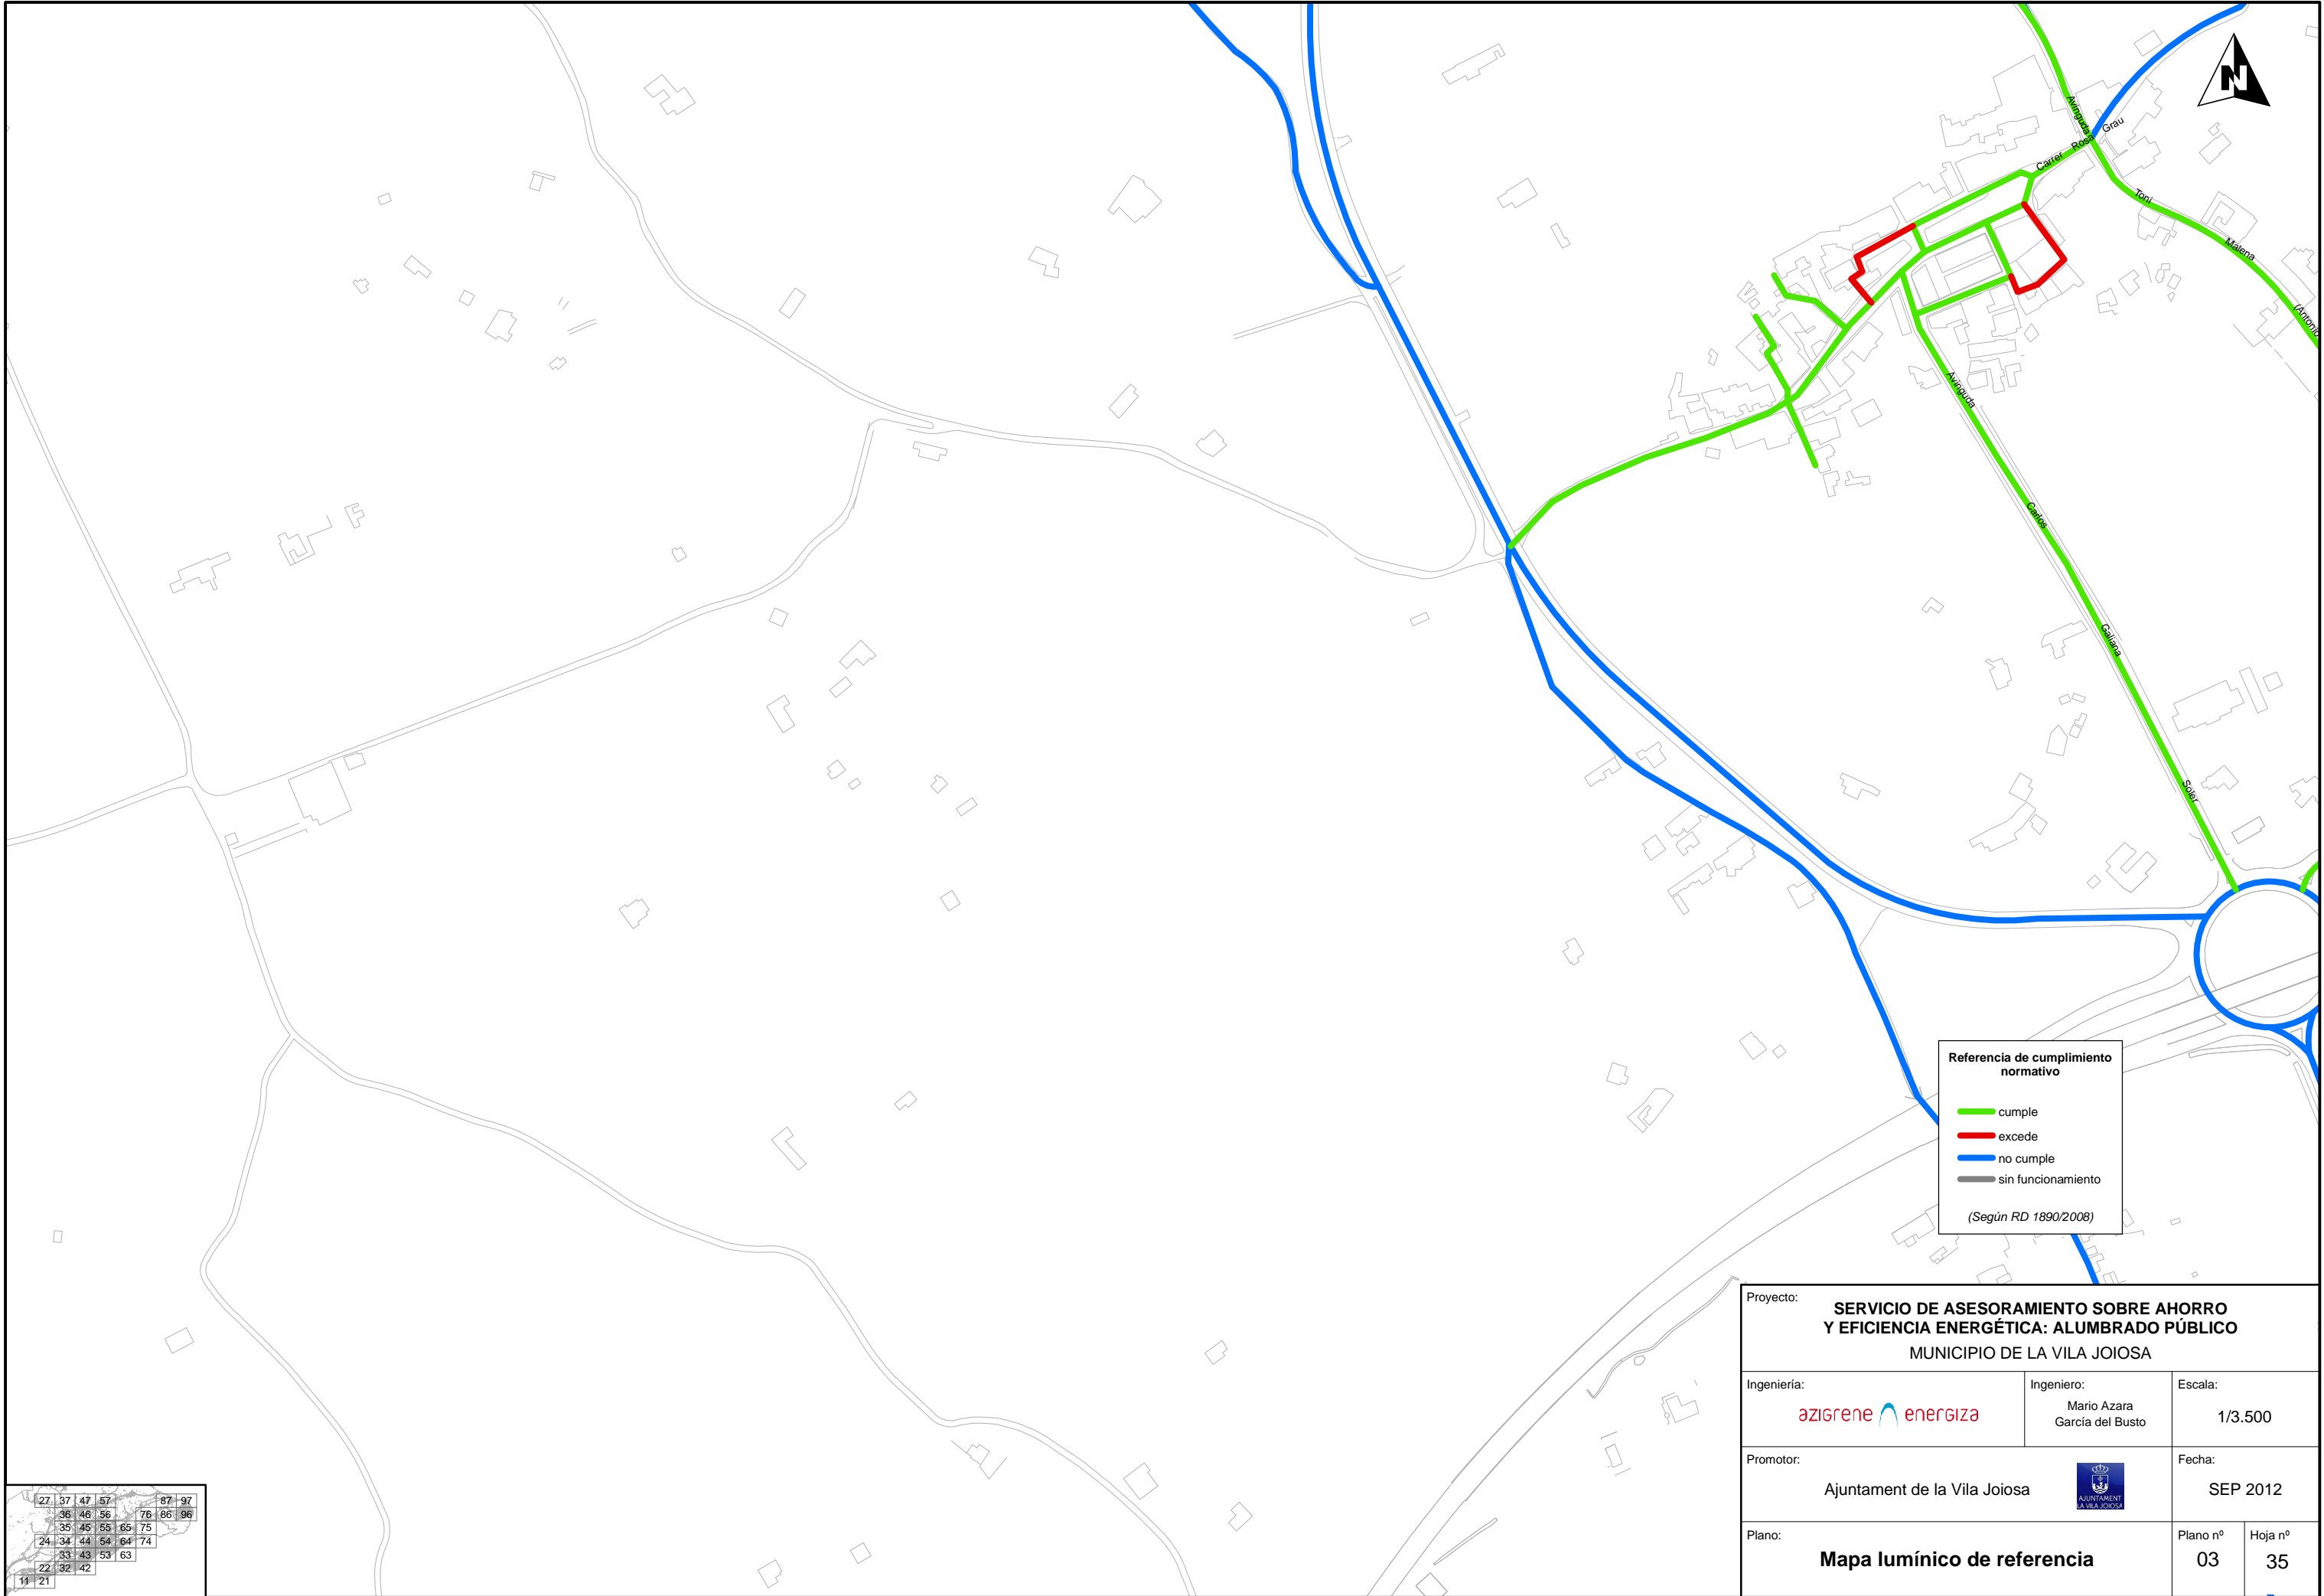 N
Avinguda
Carrer Rosa Grau
Toni
Malena
(Antonio
Avinguda
Carlos
Galiana
Soler
Referencia de cumplimiento
normativo
cumple
excede
no cumple
sin funcionamiento
(Según RD 1890/2008)
Proyecto:
SERVICIO DE ASESORAMIENTO SOBRE AHORRO
Y EFICIENCIA ENERGÉTICA: ALUMBRADO PÚBLICO
MUNICIPIO DE LA VILA JOIOSA
Ingeniería:
azigrene energiza
Ingeniero:
Mario Azara
García del Busto
Escala:
1/3.500
Promotor:
Ajuntament de la Vila Joiosa
AJUNTAMENT
LA VILA JOIOSA
Fecha:
SEP 2012
Plano:
Mapa lumínico de referencia
Plano nº
03
Hoja nº
35
27 37 47 57 87 97
36 46 56 76 86 96
35 45 55 65 75
24 34 44 54 64 74
33 43 53 63
22 32 42
11 21